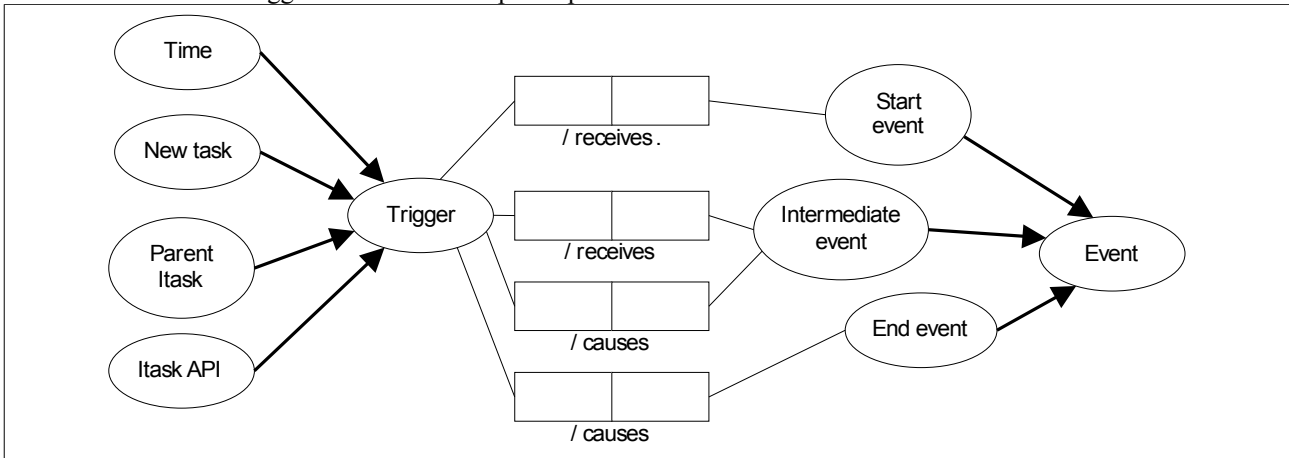 Time
New task
Parent
Itask
Itask API
Trigger
/ receives .
/ receives
/ causes
/ causes
Start
event
Intermediate
event
End event
Event